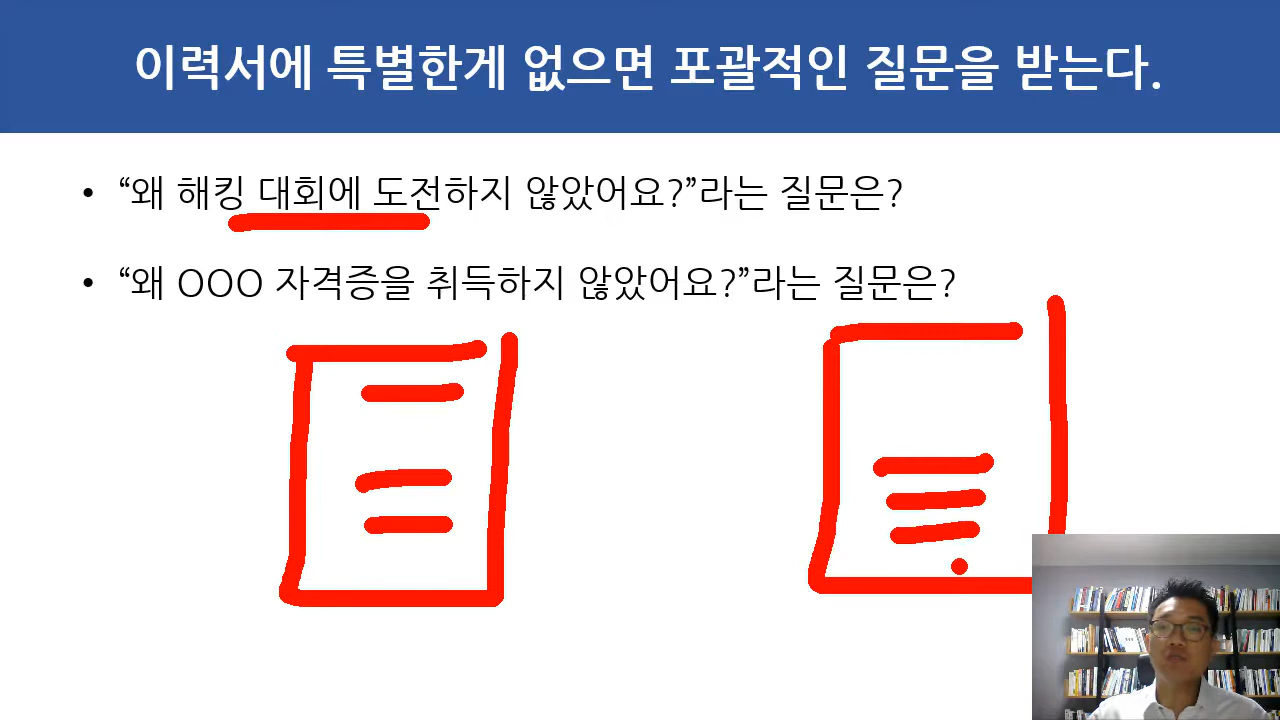 이력서에 특별한게 없으면 포괄적인 질문을 받는다.
• “왜 해킹 대회에 도전하지 않았어요?”라는 질문은?
• “왜 OOO 자격증을 취득하지 않았어요?”라는 질문은?